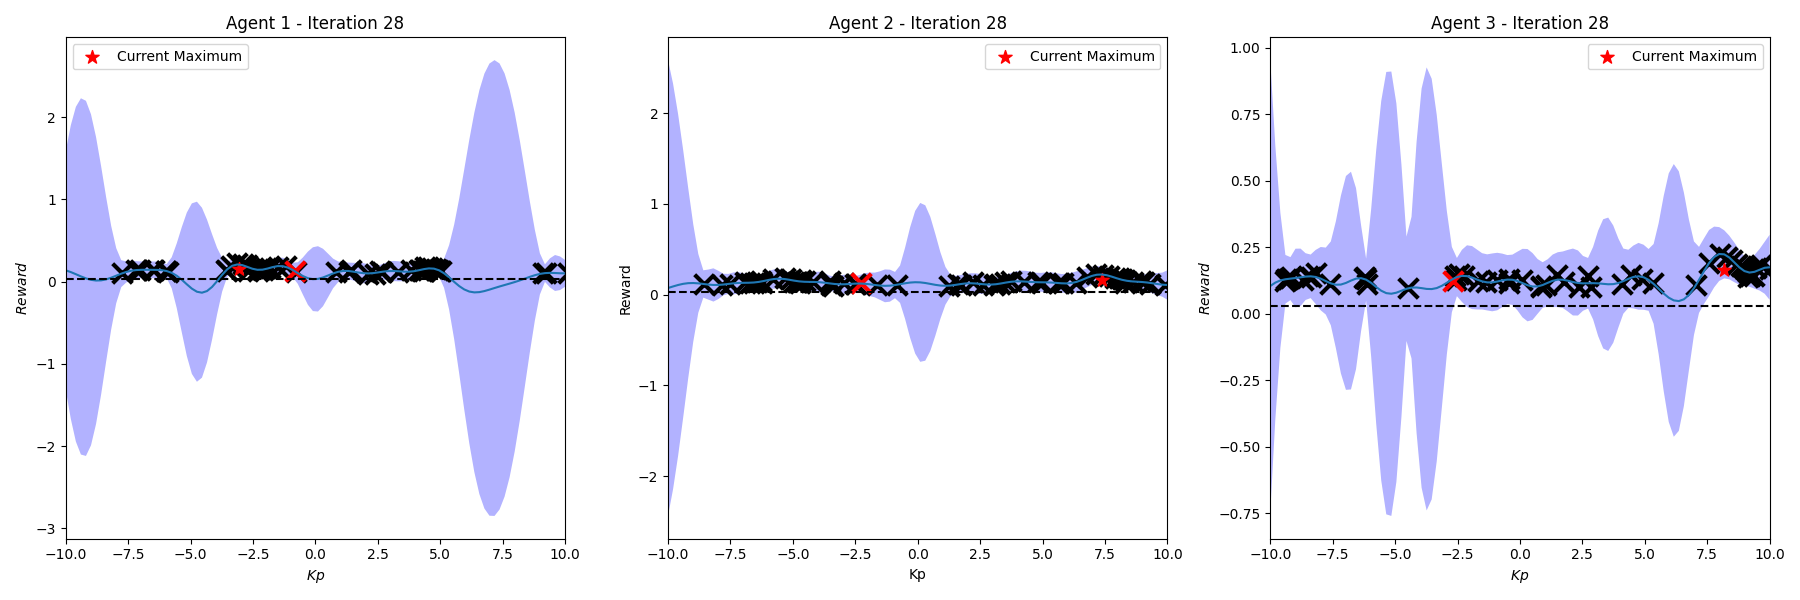 Agent 1 - Iteration 28
Current Maximum
2
1
0
−1
−2
−3
Reward
−10.0 −7.5 −5.0 −2.5 0.0 2.5 5.0 7.5 10.0
Kp
Agent 2 - Iteration 28
Current Maximum
2
1
0
−1
−2
Reward
−10.0 −7.5 −5.0 −2.5 0.0 2.5 5.0 7.5 10.0
Kp
Agent 3 - Iteration 28
Current Maximum
1.00
0.75
0.50
0.25
0.00
−0.25
−0.50
−0.75
Reward
−10.0 −7.5 −5.0 −2.5 0.0 2.5 5.0 7.5 10.0
Kp